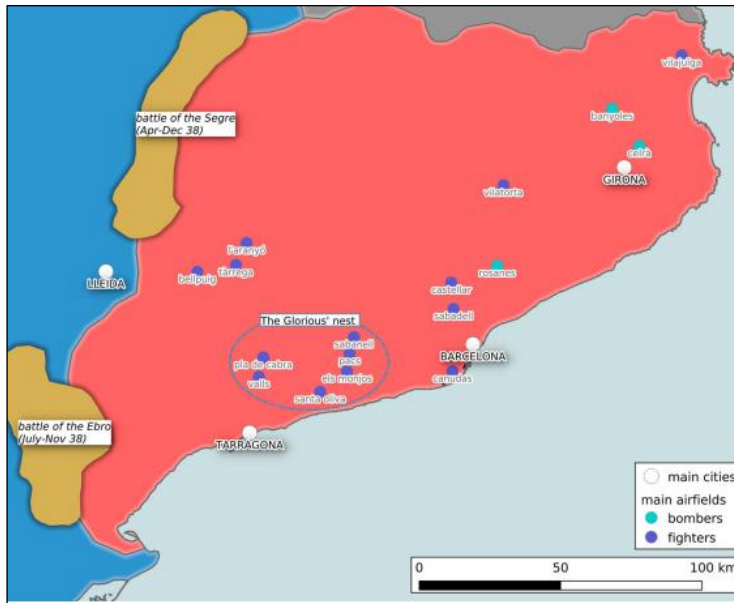 vilajuiga
battle of the Segre
(Apr-Dec 38)
banyoles
celrà
GIRONA
vilatorta
l'aranyó
tàrrega
bellpuig
LLEIDA
rosanes
castellar
sabadell
The Glorious' nest
sabanell
BARCELONA
pacs
pla de cabra
els monjos
canudas
valls
santa oliva
battle of the Ebro
(July-Nov 38)
TARRAGONA
main cities
main airfields
bombers
fighters
0 50 100 km